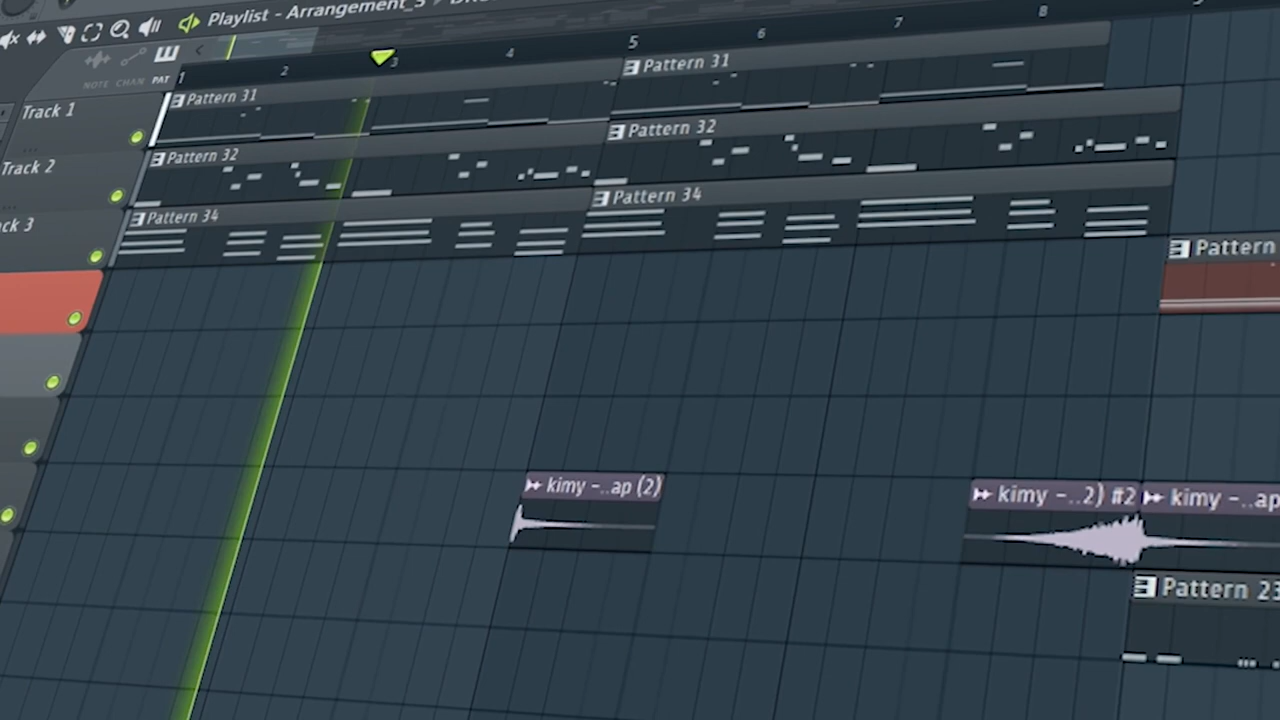 Playlist - Arrangement_5
NOTE CHAN PAT
1 2 3 4 5 6 7 8
Track 1
Pattern 31
Pattern 31
Track 2
Pattern 32
Pattern 32
ck 3
Pattern 34
Pattern 34
Pattern
kimy -..ap (2)
kimy -..2) #2
kimy -..ap
Pattern 23